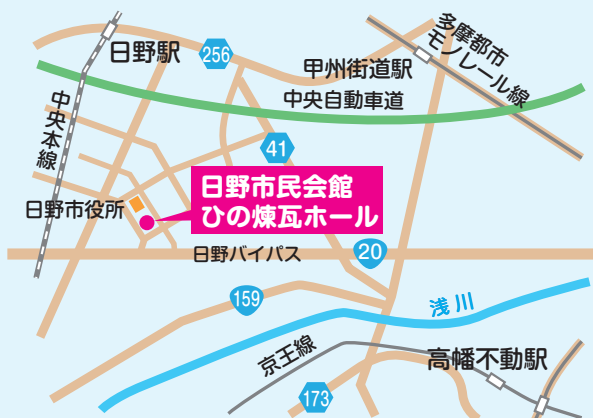 日野駅
256
甲州街道駅
多摩都市
モノレール線
中央自動車道
中央本線
41
日野市民会館
ひの煉瓦ホール
日野市役所
日野バイパス
20
159
浅川
京王線
高幡不動駅
173